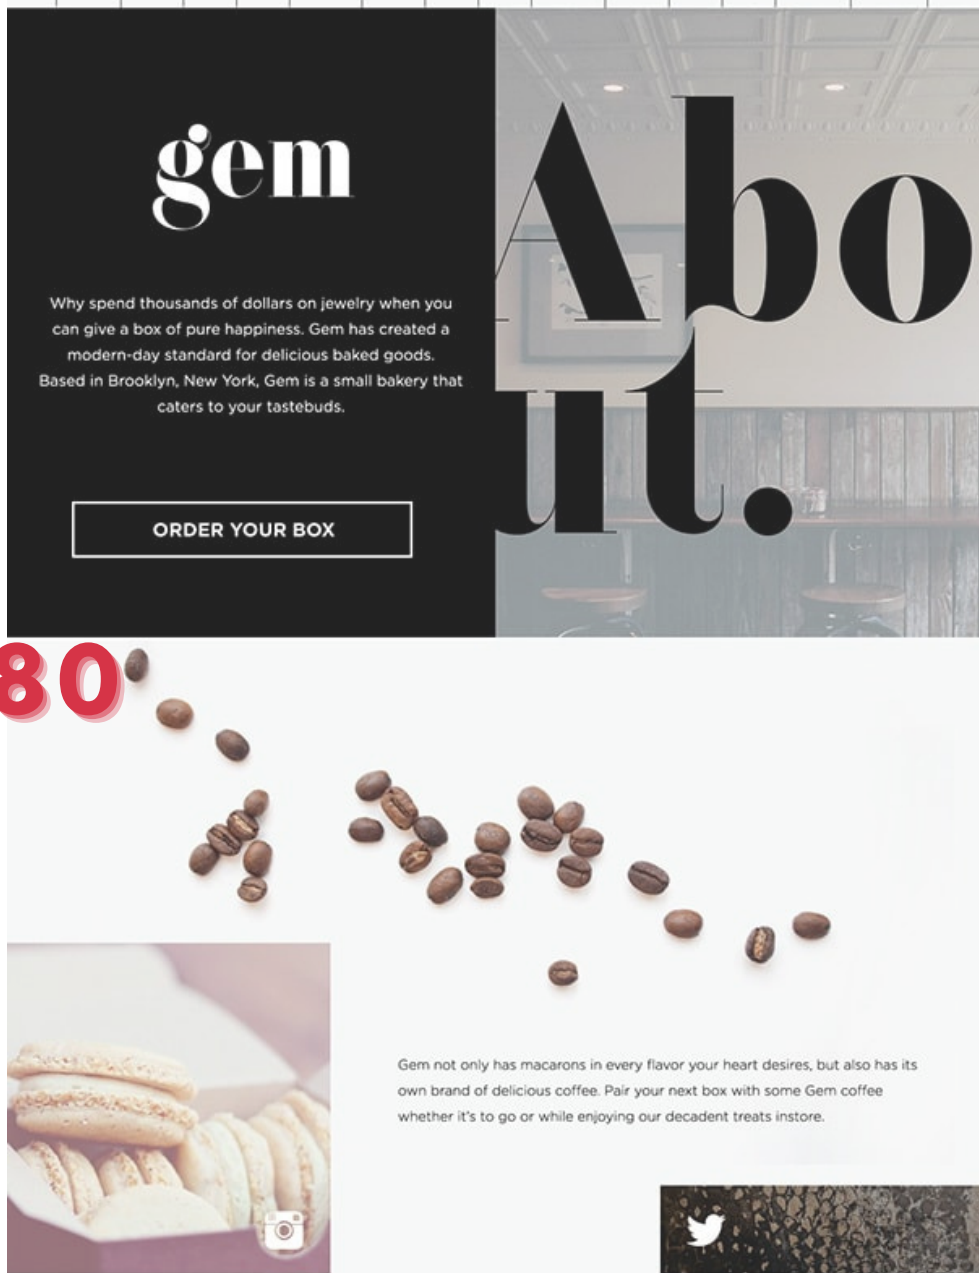 gem
Why spend thousands of dollars on jewelry when you
can give a box of pure happiness. Gem has created a
modern-day standard for delicious baked goods.
Based in Brooklyn, New York, Gem is a small bakery that
caters to your tastebuds.
ORDER YOUR BOX
Abo
ut.
80
Gem not only has macarons in every flavor your heart desires, but also has its
own brand of delicious coffee. Pair your next box with some Gem coffee
whether it's to go or while enjoying our decadent treats instore.